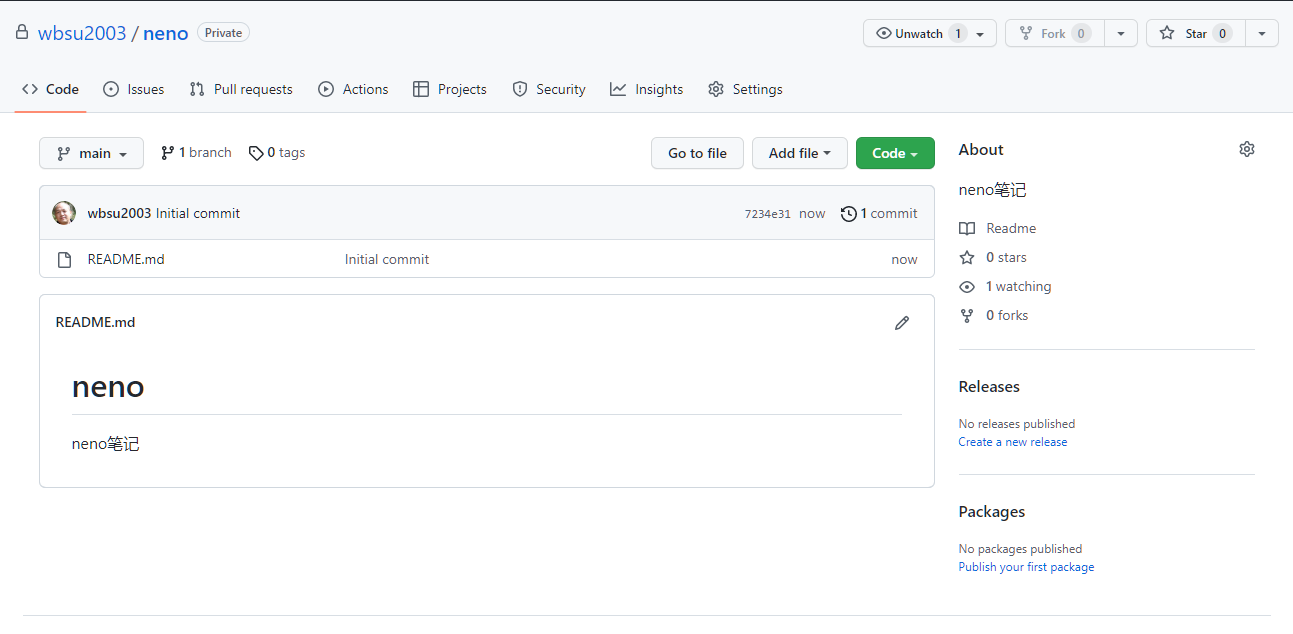 wbsu2003 / neno Private Unwatch 1 Fork 0 Star 0
Code Issues Pull requests Actions Projects Security Insights Settings
main 1 branch 0 tags Go to file Add file Code
wbsu2003 Initial commit 7234e31 now 1 commit
README.md Initial commit now
README.md
neno
neno笔记
About
neno笔记
Readme
0 stars
1 watching
0 forks
Releases
No releases published
Create a new release
Packages
No packages published
Publish your first package